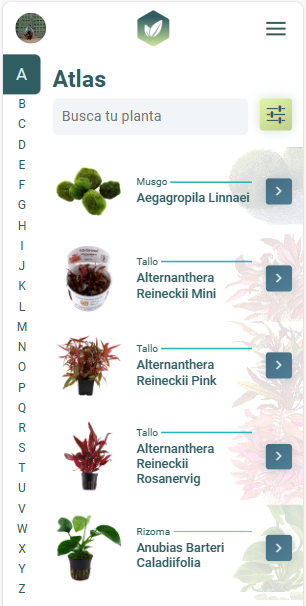 A
B
C
D
E
F
G
H
I
J
K
L
M
N
O
P
Q
R
S
T
U
V
W
X
Y
Z
Atlas
Busca tu planta
Musgo
Aegagropila Linnaei
Tallo
Alternanthera
Reineckii Mini
Tallo
Alternanthera
Reineckii Pink
Tallo
Alternanthera
Reineckii
Rosanervig
Rizoma
Anubias Barteri
Caladiifolia